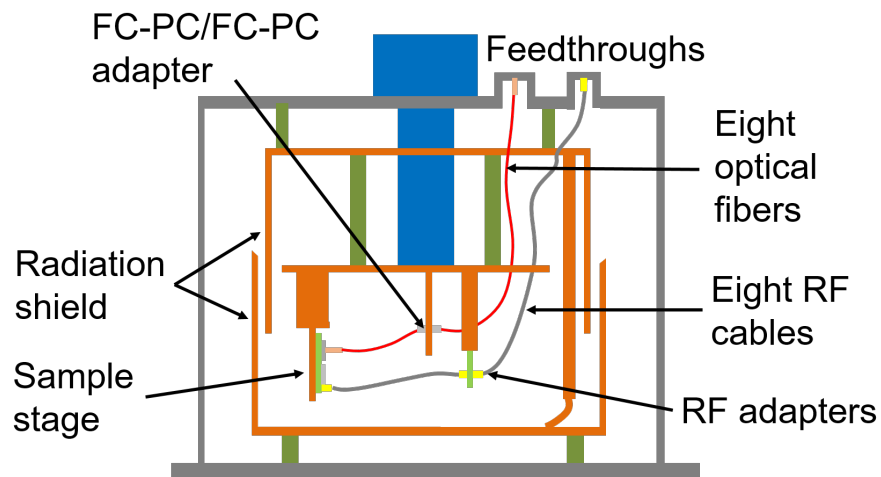 FC-PC/FC-PC
adapter
Feedthroughs
Eight
optical
fibers
Radiation
shield
Eight RF
cables
Sample
stage
RF adapters